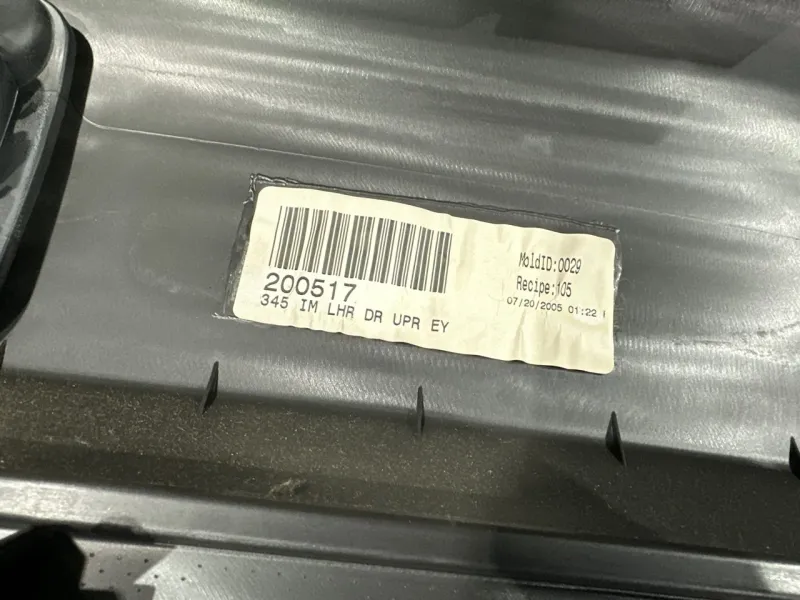 200517
345 IM LHR DR UPR EY
MoldID:0029
Recipe:105
07/20/2005 01:22